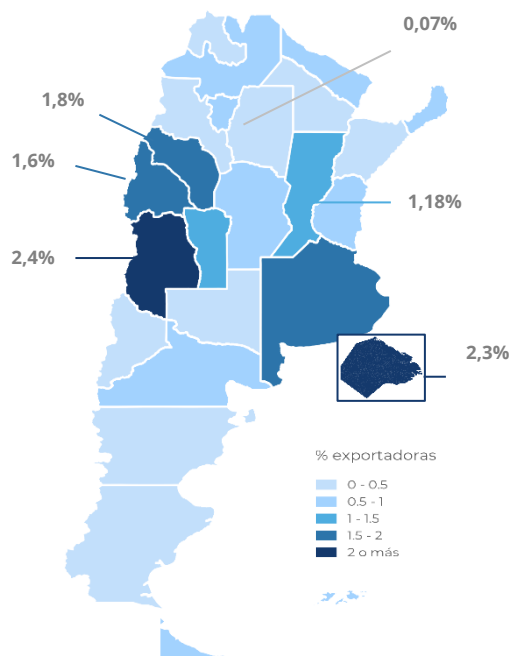 0,07%
1,8%
1,6%
1,18%
2,4%
2,3%
% exportadoras
0 - 0.5
0.5 - 1
1 - 1.5
1.5 - 2
2 o más